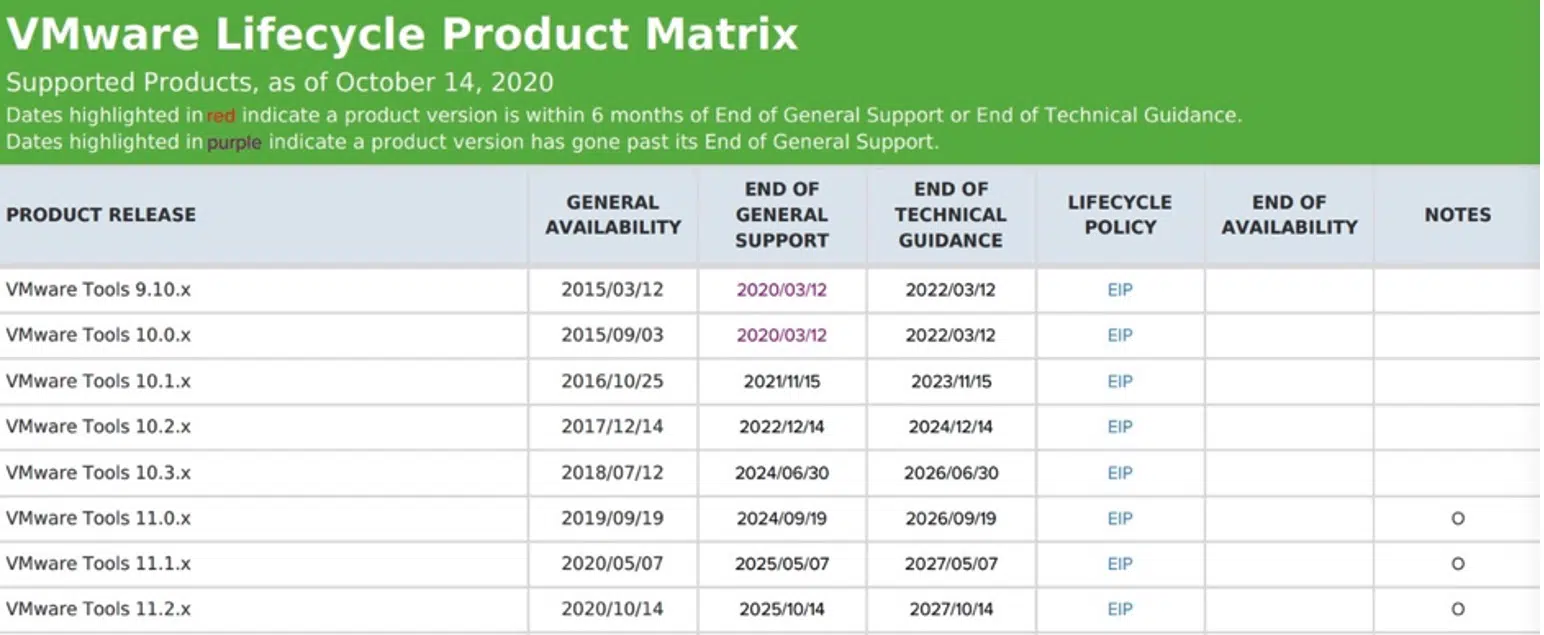 VMware Lifecycle Product Matrix
Supported Products, as of October 14, 2020
Dates highlighted in red indicate a product version is within 6 months of End of General Support or End of Technical Guidance.
Dates highlighted in purple indicate a product version has gone past its End of General Support.
PRODUCT RELEASE GENERAL AVAILABILITY END OF GENERAL SUPPORT END OF TECHNICAL GUIDANCE LIFECYCLE POLICY END OF AVAILABILITY NOTES
VMware Tools 9.10.x 2015/03/12 2020/03/12 2022/03/12 EIP
VMware Tools 10.0.x 2015/09/03 2020/03/12 2022/03/12 EIP
VMware Tools 10.1.x 2016/10/25 2021/11/15 2023/11/15 EIP
VMware Tools 10.2.x 2017/12/14 2022/12/14 2024/12/14 EIP
VMware Tools 10.3.x 2018/07/12 2024/06/30 2026/06/30 EIP
VMware Tools 11.0.x 2019/09/19 2024/09/19 2026/09/19 EIP O
VMware Tools 11.1.x 2020/05/07 2025/05/07 2027/05/07 EIP O
VMware Tools 11.2.x 2020/10/14 2025/10/14 2027/10/14 EIP O